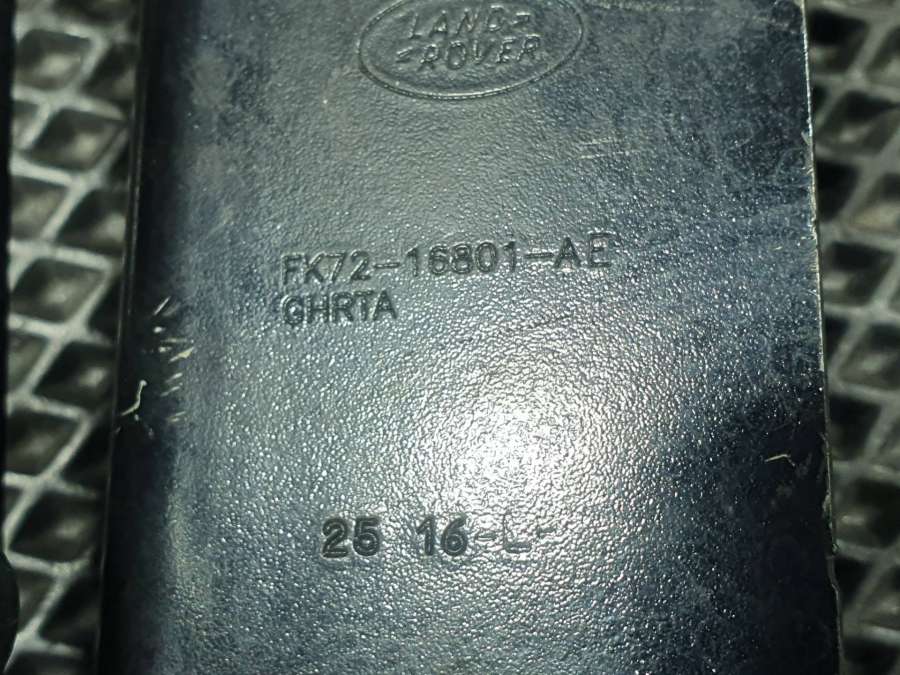 LAND-
-ROVER
FK72-16801-AE
GHRTA
25 16-L-